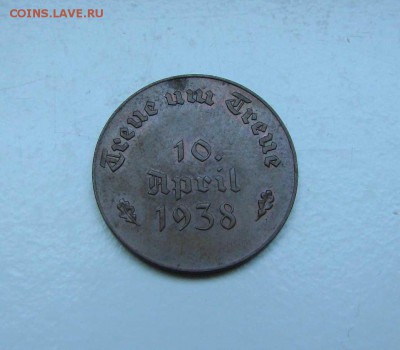 COINS.LAVE.RU
Treue um Treue
10.
April
1938